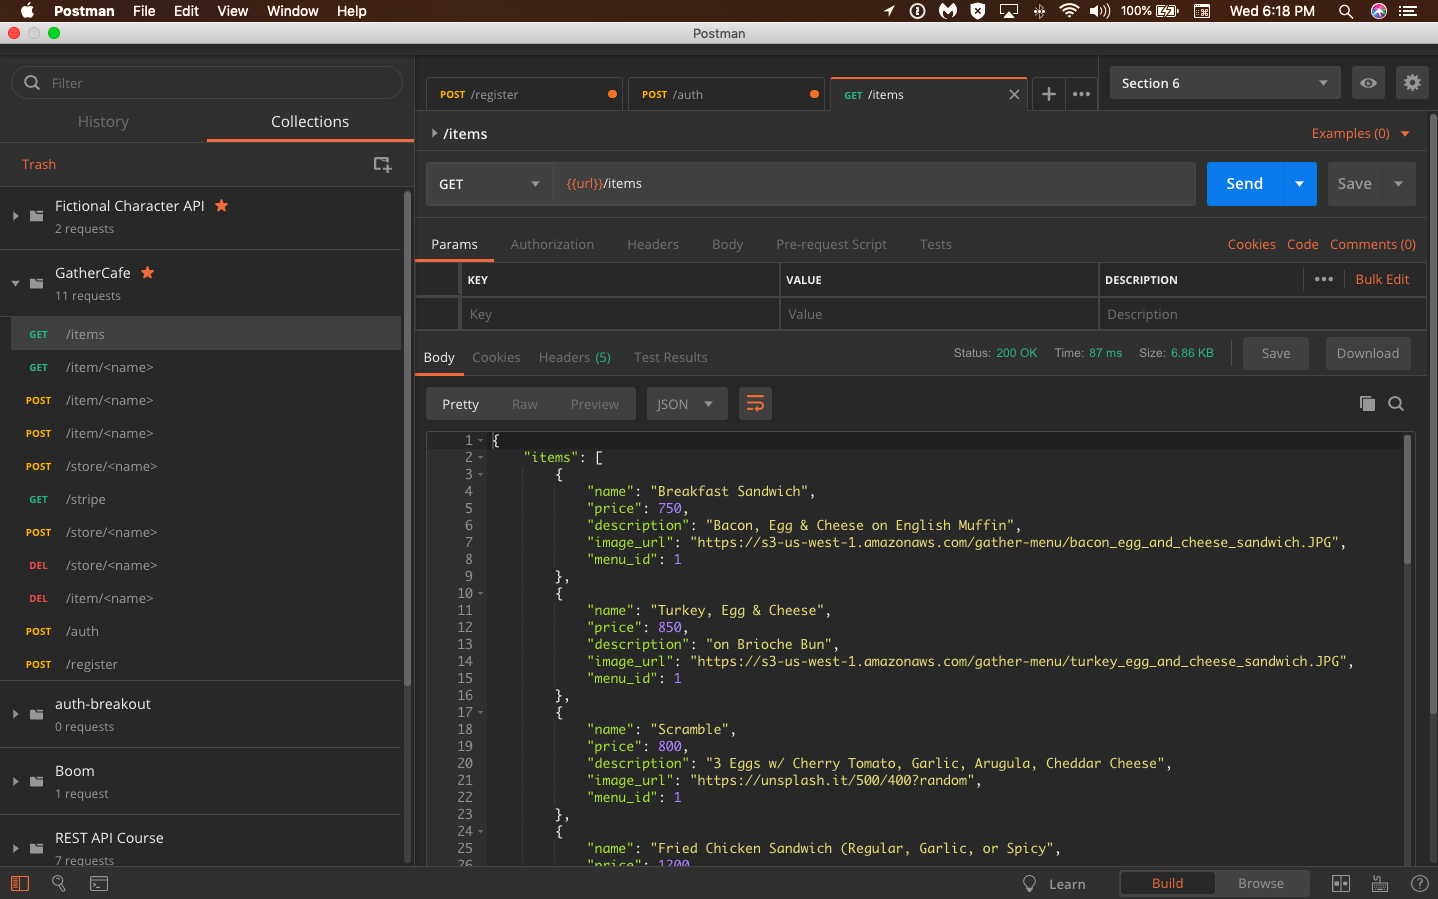 Postman File Edit View Window Help 100% Wed 6:18 PM
Postman
Filter
History Collections
Trash
Fictional Character API
2 requests
GatherCafe
11 requests
GET /items
GET /item/<name>
POST /item/<name>
POST /item/<name>
POST /store/<name>
GET /stripe
POST /store/<name>
DEL /store/<name>
DEL /item/<name>
POST /auth
POST /register
auth-breakout
0 requests
Boom
1 request
REST API Course
7 requests
POST /register POST /auth GET /items
Section 6
/items
Examples (0)
GET {{url}}/items Send Save
Params Authorization Headers Body Pre-request Script Tests Cookies Code Comments (0)
KEY VALUE DESCRIPTION Bulk Edit
Key Value Description
Body Cookies Headers (5) Test Results Status: 200 OK Time: 87 ms Size: 6.86 KB Save Download
Pretty Raw Preview JSON
1 {
2 "items": [
3 {
4 "name": "Breakfast Sandwich",
5 "price": 750,
6 "description": "Bacon, Egg & Cheese on English Muffin",
7 "image_url": "https://s3-us-west-1.amazonaws.com/gather-menu/bacon_egg_and_cheese_sandwich.JPG",
8 "menu_id": 1
9 },
10 {
11 "name": "Turkey, Egg & Cheese",
12 "price": 850,
13 "description": "on Brioche Bun",
14 "image_url": "https://s3-us-west-1.amazonaws.com/gather-menu/turkey_egg_and_cheese_sandwich.JPG",
15 "menu_id": 1
16 },
17 {
18 "name": "Scramble",
19 "price": 800,
20 "description": "3 Eggs w/ Cherry Tomato, Garlic, Arugula, Cheddar Cheese",
21 "image_url": "https://unsplash.it/500/400?random",
22 "menu_id": 1
23 },
24 {
25 "name": "Fried Chicken Sandwich (Regular, Garlic, or Spicy",
26 "price": 1200,
Learn Build Browse